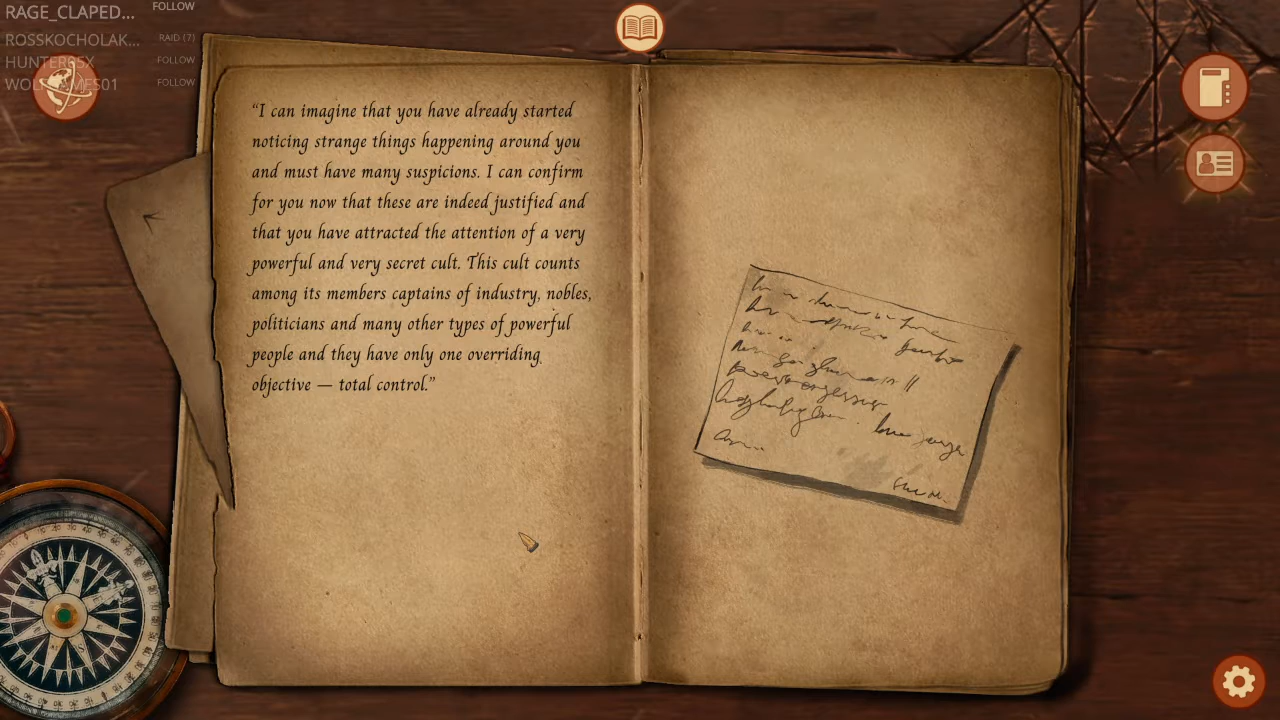 RAGE_CLAPED... FOLLOW
ROSSKOCHOLAK... RAID (7)
HUNTER85X FOLLOW
FOLLOW
“I can imagine that you have already started
noticing strange things happening around you
and must have many suspicions. I can confirm
for you now that these are indeed justified and
that you have attracted the attention of a very
powerful and very secret cult. This cult counts
among its members captains of industry, nobles,
politicians and many other types of powerful
people and they have only one overriding
objective — total control.”